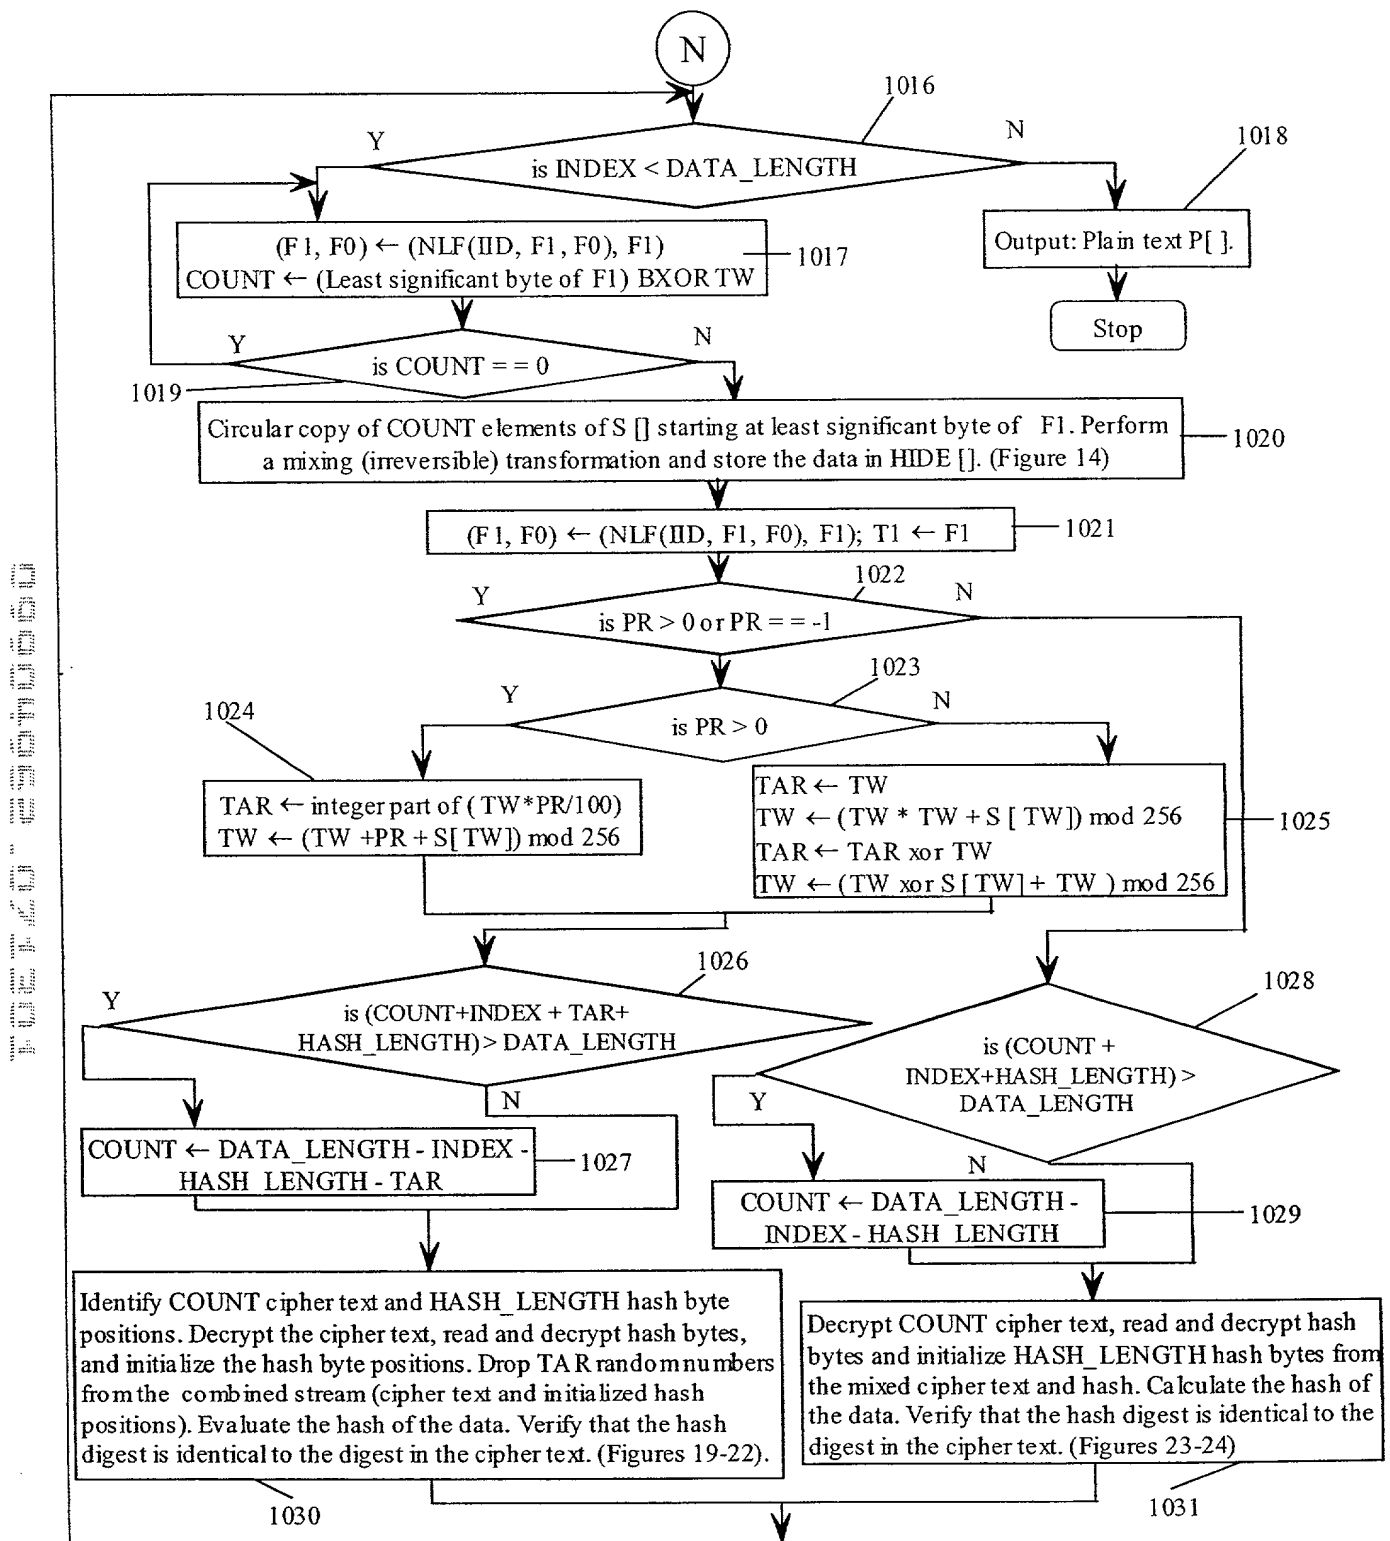 N
1016
Y
N
is INDEX < DATA_LENGTH
1018
(F1, F0) ← (NLF(IID, F1, F0), F1)
COUNT ← (Least significant byte of F1) BXOR TW
1017
Output: Plain text P[ ].
Stop
Y
N
is COUNT = = 0
1019
Circular copy of COUNT elements of S [] starting at least significant byte of F1. Perform
a mixing (irreversible) transformation and store the data in HIDE []. (Figure 14)
1020
(F1, F0) ← (NLF(IID, F1, F0), F1); T1 ← F1
1021
1022
Y
N
is PR > 0 or PR = = -1
1023
Y
N
is PR > 0
1024
TAR ← integer part of ( TW*PR/100)
TW ← (TW +PR + S[ TW]) mod 256
TAR ← TW
TW ← (TW * TW + S [ TW]) mod 256
TAR ← TAR xor TW
TW ← (TW xor S [ TW] + TW ) mod 256
1025
1026
Y
is (COUNT+INDEX + TAR+
HASH_LENGTH) > DATA_LENGTH
N
1028
is (COUNT +
INDEX+HASH_LENGTH) >
DATA_LENGTH
Y
N
COUNT ← DATA_LENGTH - INDEX -
HASH_LENGTH - TAR
1027
COUNT ← DATA_LENGTH -
INDEX - HASH_LENGTH
1029
Identify COUNT cipher text and HASH_LENGTH hash byte
positions. Decrypt the cipher text, read and decrypt hash bytes,
and initialize the hash byte positions. Drop TAR random numbers
from the combined stream (cipher text and initialized hash
positions). Evaluate the hash of the data. Verify that the hash
digest is identical to the digest in the cipher text. (Figures 19-22).
1030
Decrypt COUNT cipher text, read and decrypt hash
bytes and initialize HASH_LENGTH hash bytes from
the mixed cipher text and hash. Calculate the hash of
the data. Verify that the hash digest is identical to the
digest in the cipher text. (Figures 23-24)
1031